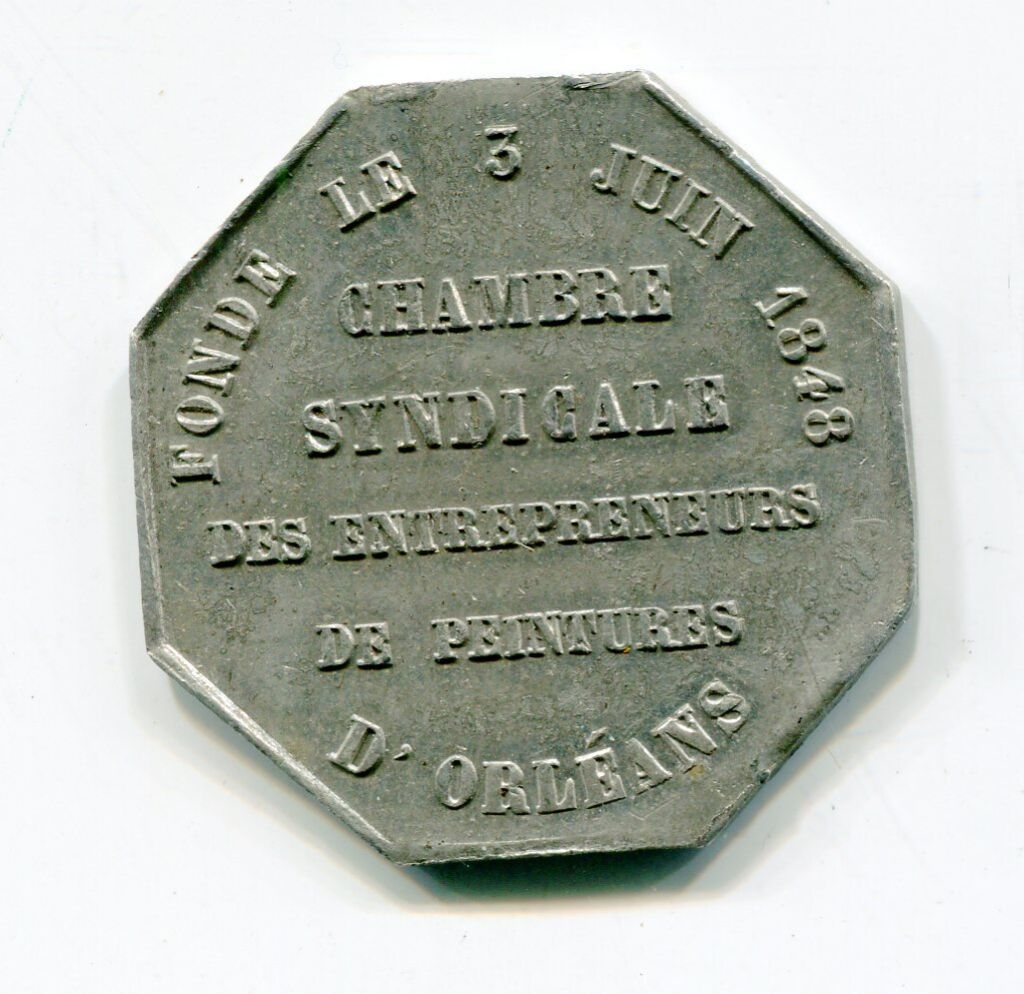 FONDE LE 3 JUIN 1848
CHAMBRE
SYNDICALE
DES ENTREPRENEURS
DE PEINTURES
D'ORLÉANS